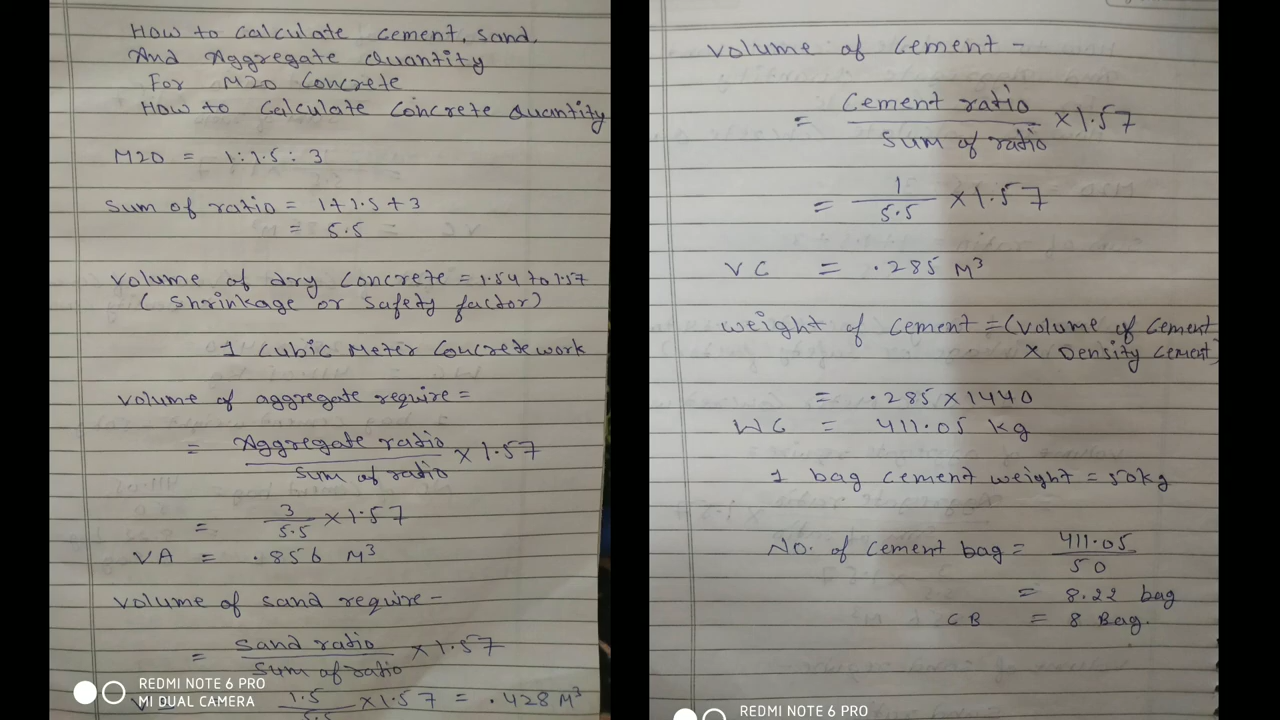 How to calculate cement, sand
And Aggregate Quantity
For M20 Concrete
How to Calculate Concrete Quantity
M20 = 1:1.5:3
sum of ratio = 1+1.5+3
= 5.5
volume of dry concrete = 1.54 to 1.57
( shrinkage or safety factor)
1 Cubic Meter Concrete work
volume of aggregate require =
= Aggregate ratio / sum of ratio × 1.57
= 3 / 5.5 × 1.57
VA = .856 M³
volume of sand require -
= sand ratio / sum of ratio × 1.57
1.5 / 5.5 × 1.57 = .428 M³
REDMI NOTE 6 PRO
MI DUAL CAMERA
volume of cement -
= Cement ratio / sum of ratio × 1.57
= 1 / 5.5 × 1.57
VC = .285 M³
weight of cement = (volume of cement
× Density cement)
= .285 × 1440
WC = 411.05 kg
1 bag cement weight = 50kg
No. of cement bag = 411.05 / 50
= 8.22 bag
CB = 8 Bag.
REDMI NOTE 6 PRO